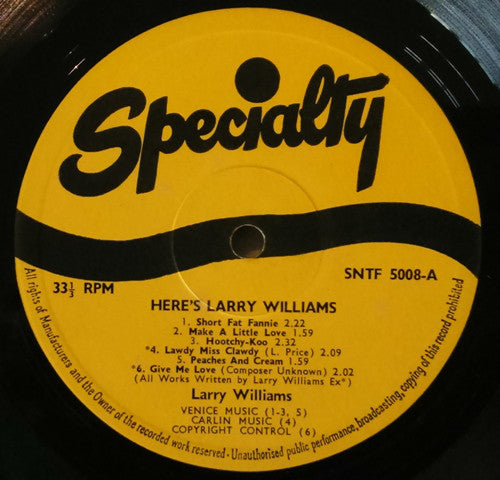 Specialty
33⅓ RPM
SNTF 5008-A
HERE'S LARRY WILLIAMS
1. Short Fat Fannie 2.22
2. Make A Little Love 1.59
3. Hootchy-Koo 2.32
*4. Lawdy Miss Clawdy (L. Price) 2.09
5. Peaches And Cream 1.59
*6. Give Me Love (Composer Unknown) 2.02
(All Works Written by Larry Williams Ex*)
Larry Williams
VENICE MUSIC (1-3, 5)
CARLIN MUSIC (4)
COPYRIGHT CONTROL (6)
All rights of Manufacturers and the Owner of the recorded work reserved - Unauthorised public performance, broadcasting, copying of this record prohibited